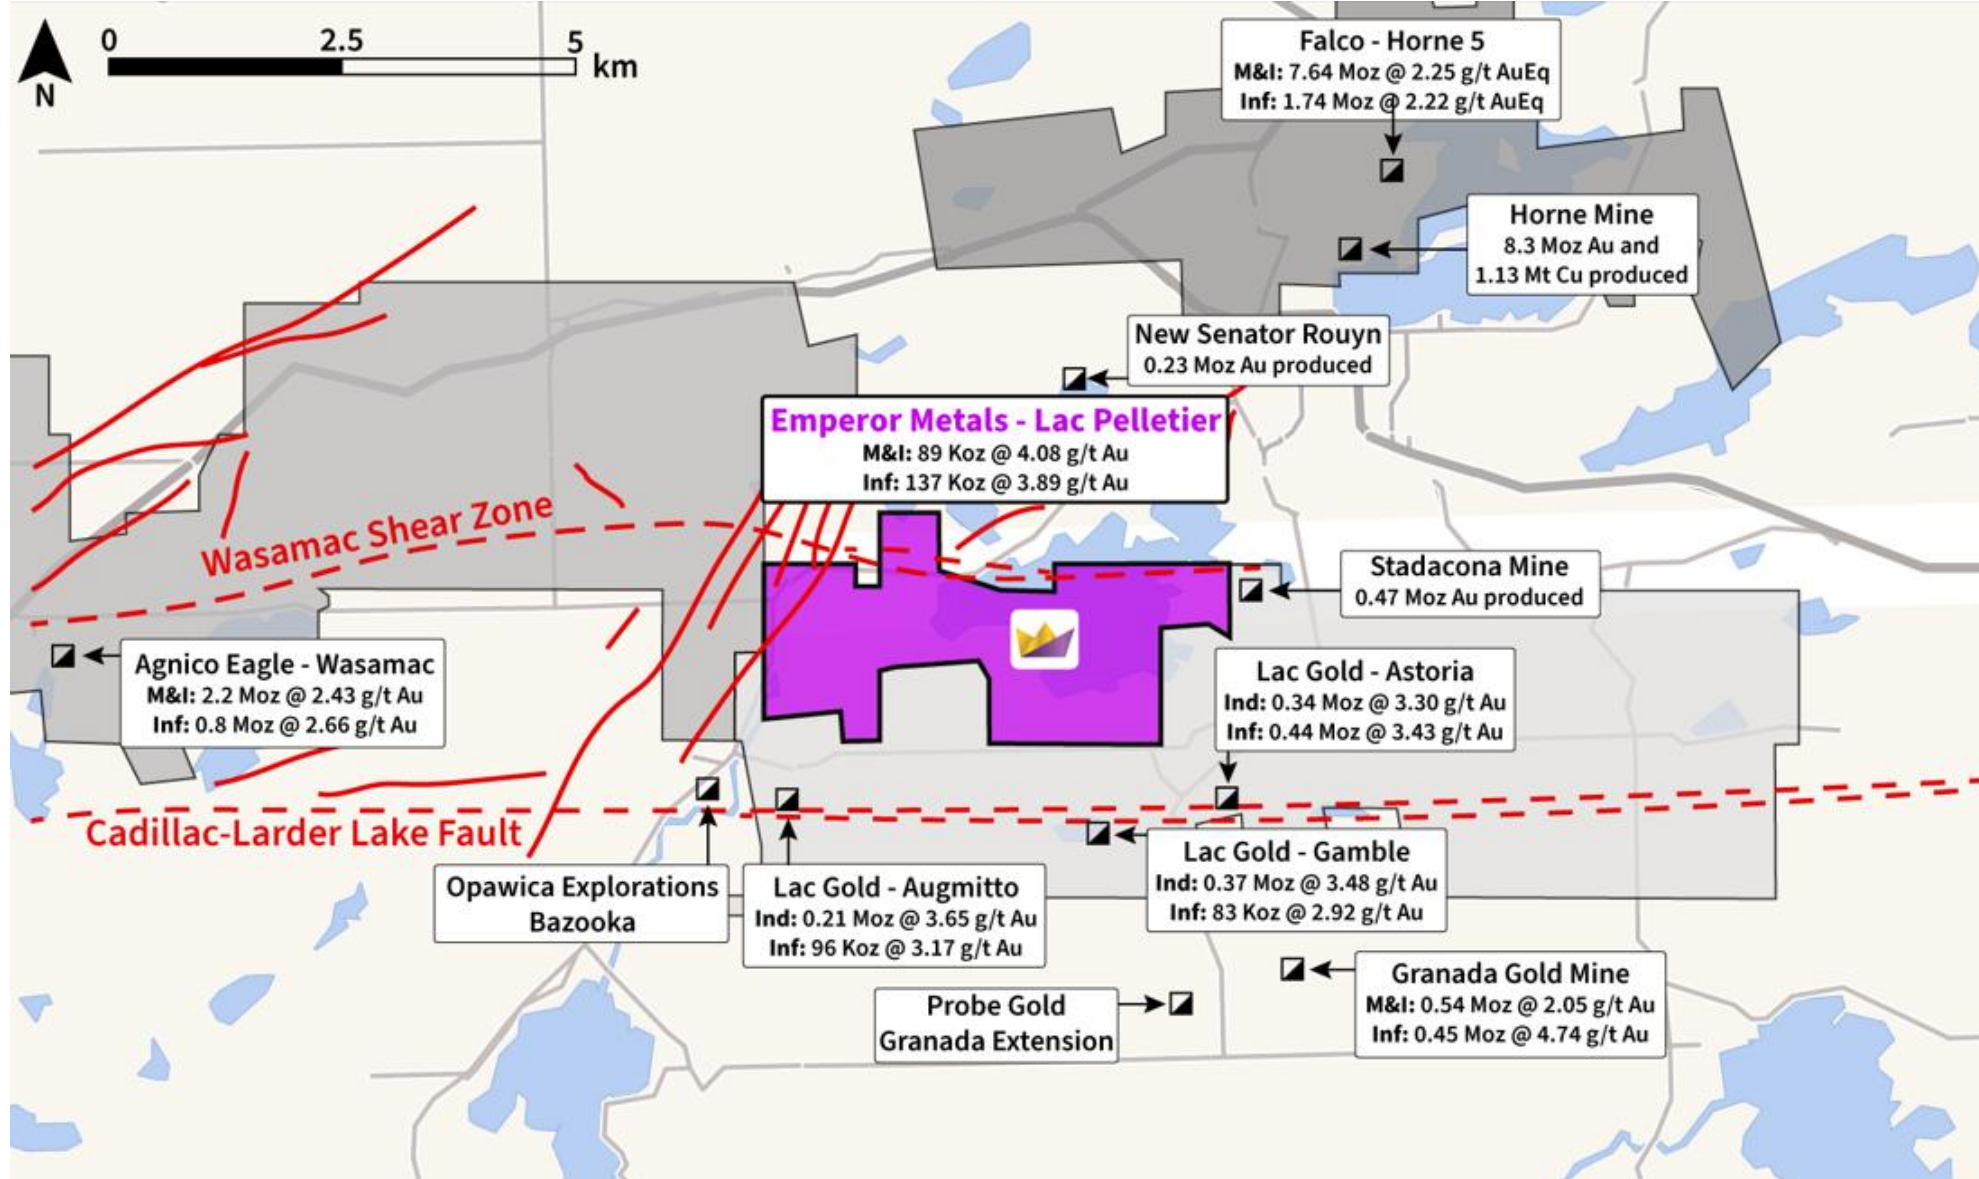 0 2.5 5
km
N
Falco - Horne 5
M&I: 7.64 Moz @ 2.25 g/t AuEq
Inf: 1.74 Moz @ 2.22 g/t AuEq
Horne Mine
8.3 Moz Au and
1.13 Mt Cu produced
New Senator Rouyn
0.23 Moz Au produced
Emperor Metals - Lac Pelletier
M&I: 89 Koz @ 4.08 g/t Au
Inf: 137 Koz @ 3.89 g/t Au
Wasamac Shear Zone
Stadacona Mine
0.47 Moz Au produced
Agnico Eagle - Wasamac
M&I: 2.2 Moz @ 2.43 g/t Au
Inf: 0.8 Moz @ 2.66 g/t Au
Lac Gold - Astoria
Ind: 0.34 Moz @ 3.30 g/t Au
Inf: 0.44 Moz @ 3.43 g/t Au
Cadillac-Larder Lake Fault
Lac Gold - Gamble
Ind: 0.37 Moz @ 3.48 g/t Au
Inf: 83 Koz @ 2.92 g/t Au
Opawica Explorations
Bazooka
Lac Gold - Augmitto
Ind: 0.21 Moz @ 3.65 g/t Au
Inf: 96 Koz @ 3.17 g/t Au
Granada Gold Mine
M&I: 0.54 Moz @ 2.05 g/t Au
Inf: 0.45 Moz @ 4.74 g/t Au
Probe Gold
Granada Extension